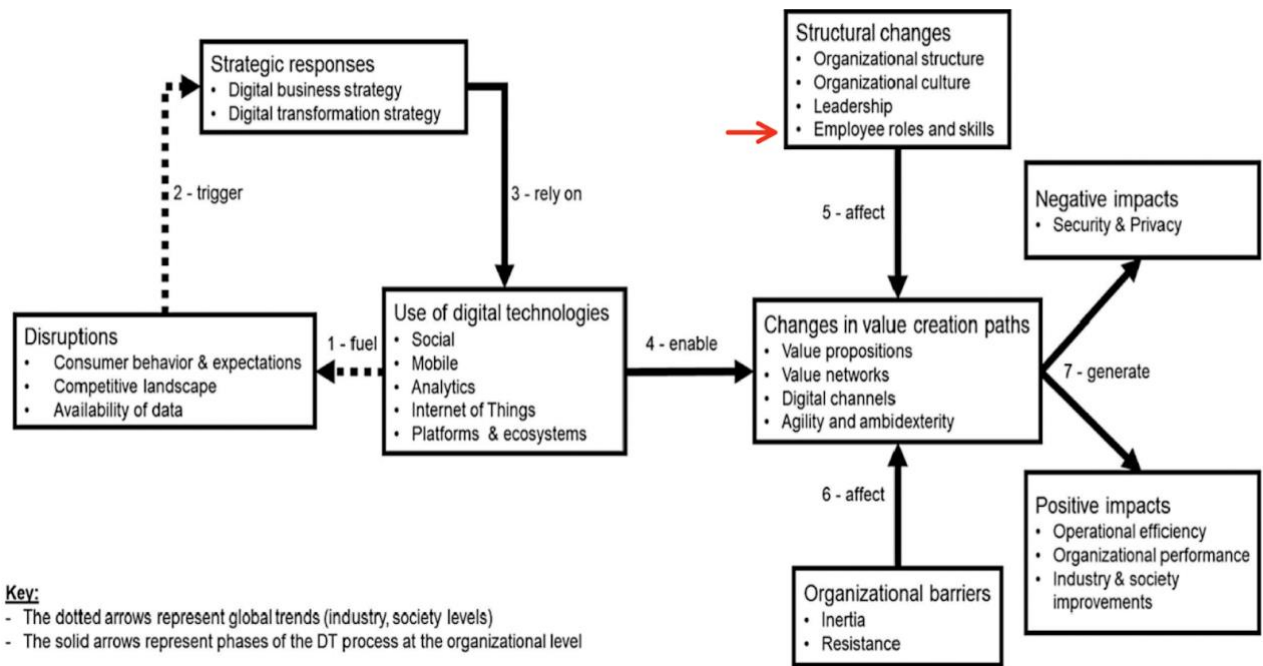 Structural changes
• Organizational structure
• Organizational culture
• Leadership
• Employee roles and skills
Strategic responses
• Digital business strategy
• Digital transformation strategy
2 - trigger
3 - rely on
5 - affect
Negative impacts
• Security & Privacy
Disruptions
• Consumer behavior & expectations
• Competitive landscape
• Availability of data
1 - fuel
Use of digital technologies
• Social
• Mobile
• Analytics
• Internet of Things
• Platforms & ecosystems
4 - enable
Changes in value creation paths
• Value propositions
• Value networks
• Digital channels
• Agility and ambidexterity
7 - generate
6 - affect
Positive impacts
• Operational efficiency
• Organizational performance
• Industry & society
improvements
Organizational barriers
• Inertia
• Resistance
Key:
- The dotted arrows represent global trends (industry, society levels)
- The solid arrows represent phases of the DT process at the organizational level